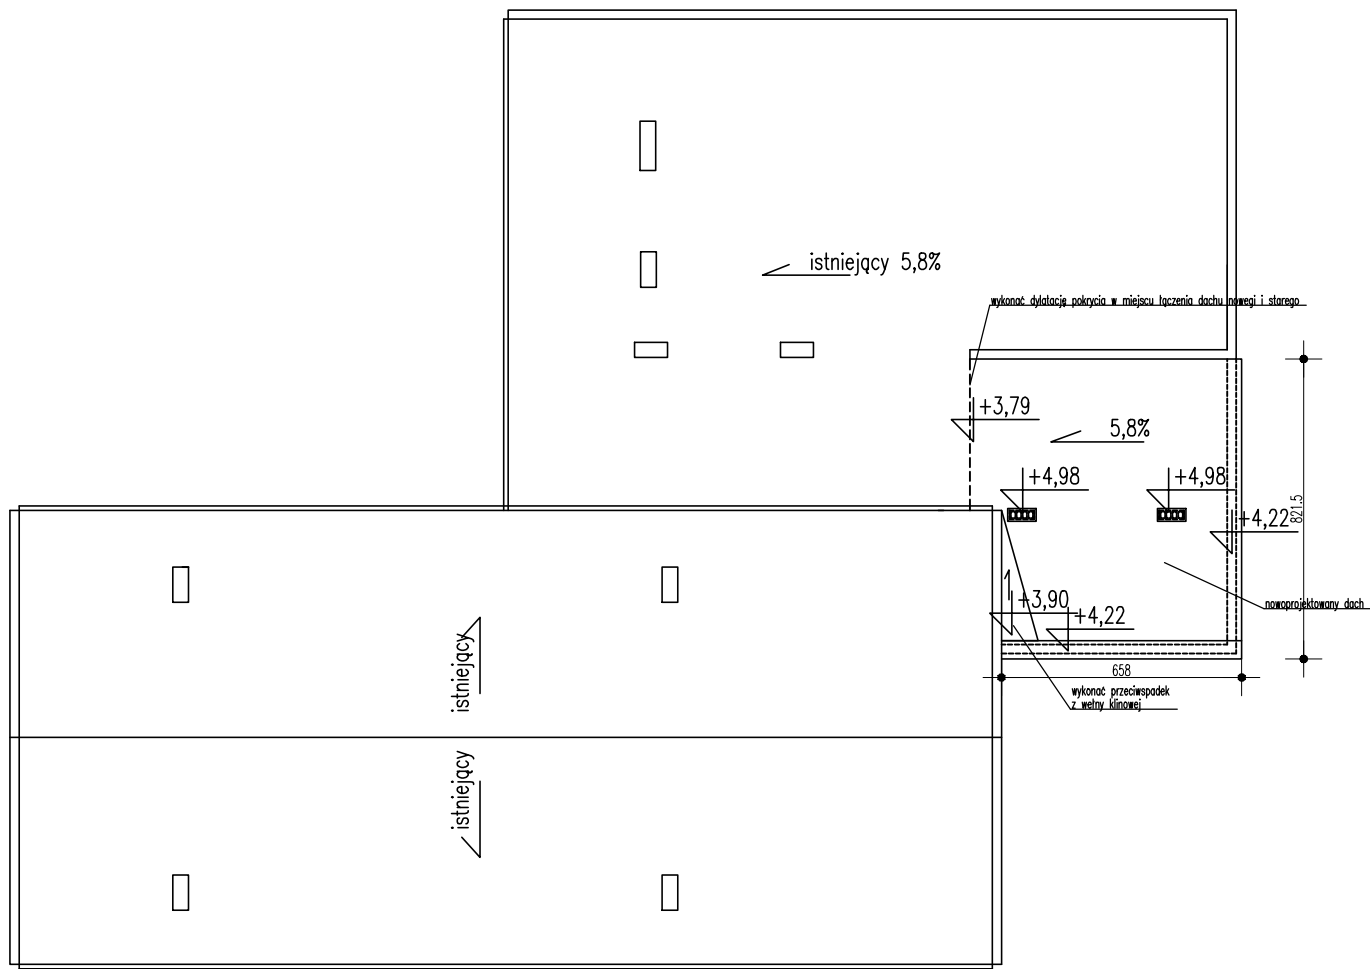 istniejący 5,8%
wykonać dylatację pokrycia w miejscu łączenia dachu nowegi i starego
+3,79
5,8%
+4,98
+4,98
+4,22
821.5
+3,90
+4,22
nowoprojektowany dach
658
wykonać przeciwspadek
z wełny klinowej
istniejący
istniejący